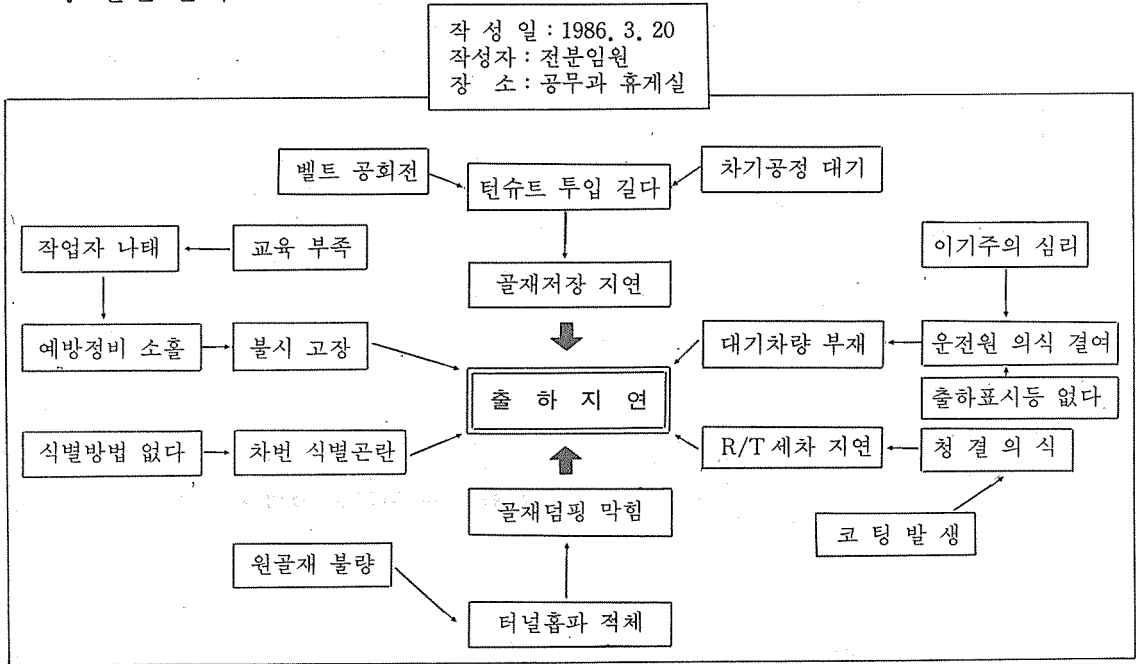 작 성 일 : 1986. 3. 20
작성자 : 전분임원
장 소 : 공무과 휴게실
벨트 공회전
턴슈트 투입 길다
차기공정 대기
작업자 나태
교육 부족
이기주의 심리
골재저장 지연
예방정비 소홀
불시 고장
대기차량 부재
운전원 의식 결여
출 하 지 연
출하표시등 없다
식별방법 없다
차번 식별곤란
R/T 세차 지연
청 결 의 식
골재덤핑 막힘
코 팅 발 생
원골재 불량
터널홉파 적체